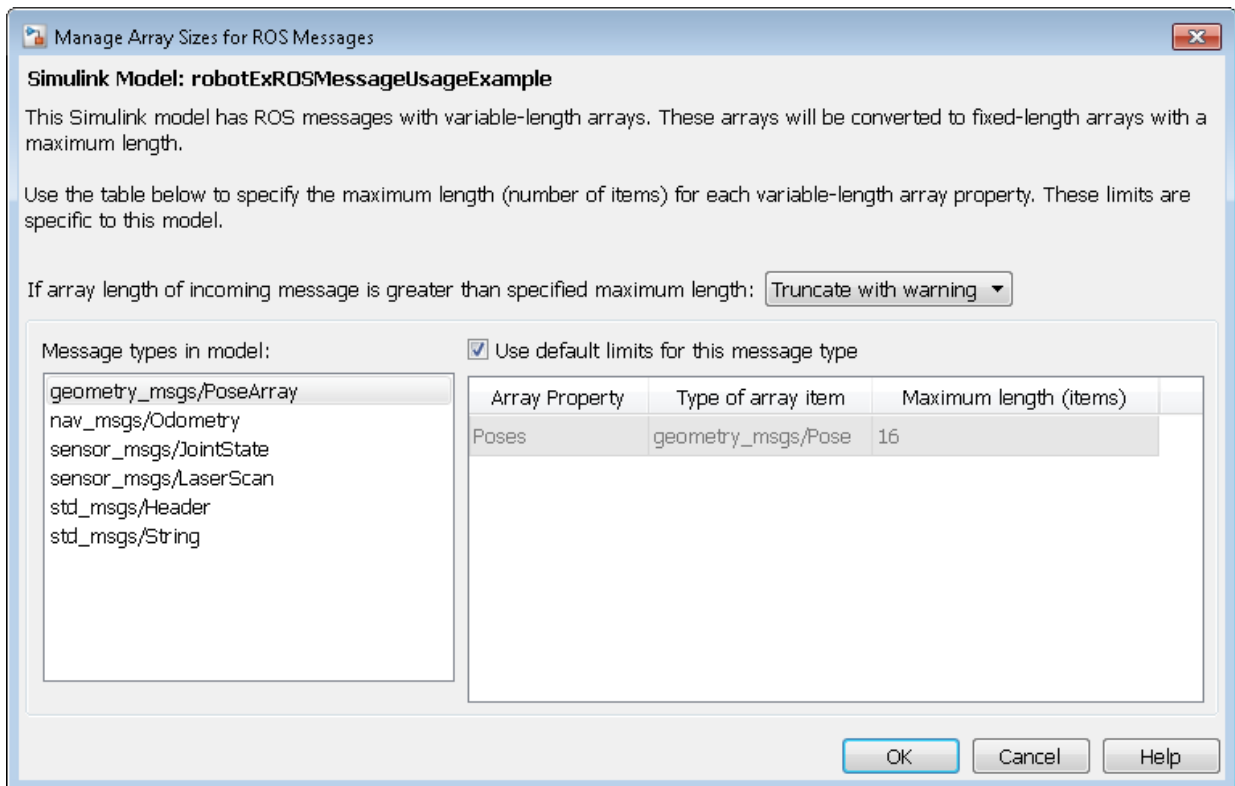 Manage Array Sizes for ROS Messages
Simulink Model: robotExROSMessageUsageExample
This Simulink model has ROS messages with variable-length arrays. These arrays will be converted to fixed-length arrays with a
maximum length.
Use the table below to specify the maximum length (number of items) for each variable-length array property. These limits are
specific to this model.
If array length of incoming message is greater than specified maximum length: Truncate with warning
Message types in model:
geometry_msgs/PoseArray
nav_msgs/Odometry
sensor_msgs/JointState
sensor_msgs/LaserScan
std_msgs/Header
std_msgs/String
Use default limits for this message type
Array Property Type of array item Maximum length (items)
Poses geometry_msgs/Pose 16
OK Cancel Help